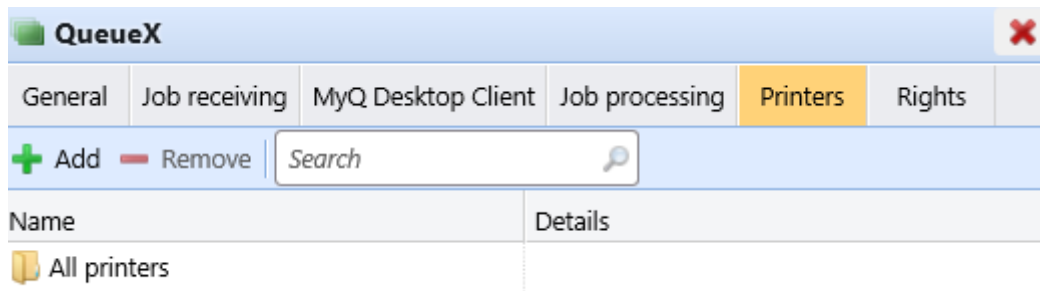 QueueX
General Job receiving MyQ Desktop Client Job processing Printers Rights
Add Remove Search
Name Details
All printers